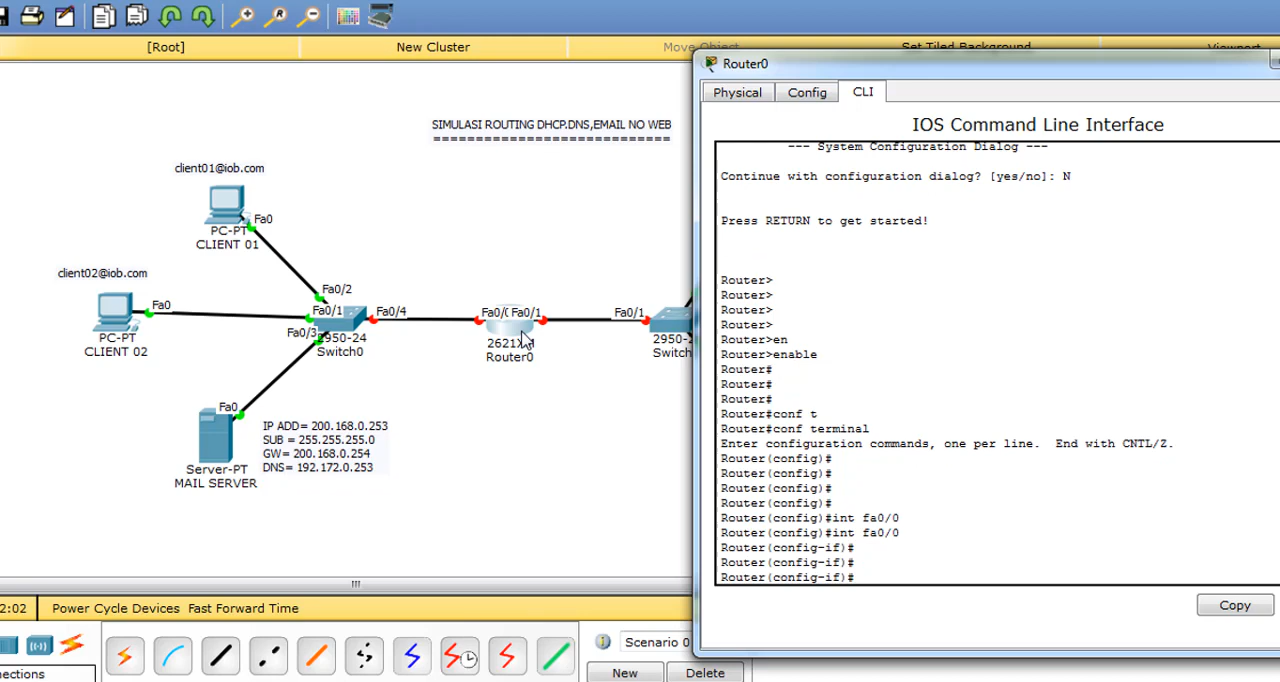 [Root]
New Cluster
Move Object
Set Tiled Background
Viewport
Router0
Physical
Config
CLI
IOS Command Line Interface
--- System Configuration Dialog ---
Continue with configuration dialog? [yes/no]: N
Press RETURN to get started!
Router>
Router>
Router>
Router>
Router>en
Router>enable
Router#
Router#
Router#
Router#conf t
Router#conf terminal
Enter configuration commands, one per line.  End with CNTL/Z.
Router(config)#
Router(config)#
Router(config)#
Router(config)#
Router(config)#int fa0/0
Router(config)#int fa0/0
Router(config-if)#
Router(config-if)#
Router(config-if)#
Copy
SIMULASI ROUTING DHCP.DNS,EMAIL NO WEB
==============================
client01@iob.com
Fa0
PC-PT
CLIENT 01
client02@iob.com
Fa0
PC-PT
CLIENT 02
Fa0/2
Fa0/1
Fa0/3
Fa0/4
2950-24
Switch0
Fa0/0
Fa0/1
Router0
Fa0/1
Fa0
Server-PT
MAIL SERVER
IP ADD= 200.168.0.253
SUB = 255.255.255.0
GW= 200.168.0.254
DNS= 192.172.0.253
2:02
Power Cycle Devices
Fast Forward Time
Scenario 0
New
Delete